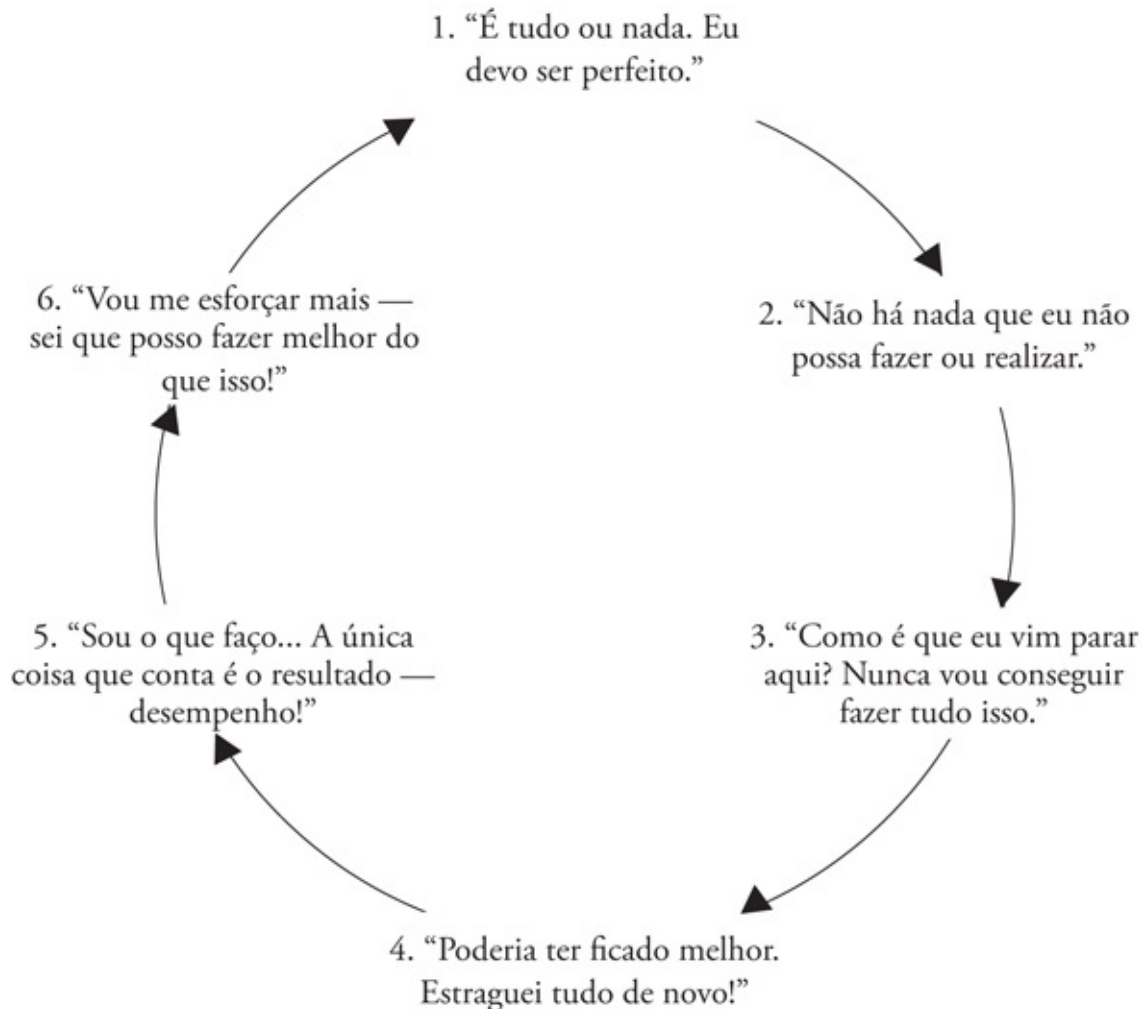 1. “É tudo ou nada. Eu
devo ser perfeito.”
2. “Não há nada que eu não
possa fazer ou realizar.”
3. “Como é que eu vim parar
aqui? Nunca vou conseguir
fazer tudo isso.”
4. “Poderia ter ficado melhor.
Estraguei tudo de novo!”
5. “Sou o que faço... A única
coisa que conta é o resultado —
desempenho!”
6. “Vou me esforçar mais —
sei que posso fazer melhor do
que isso!”